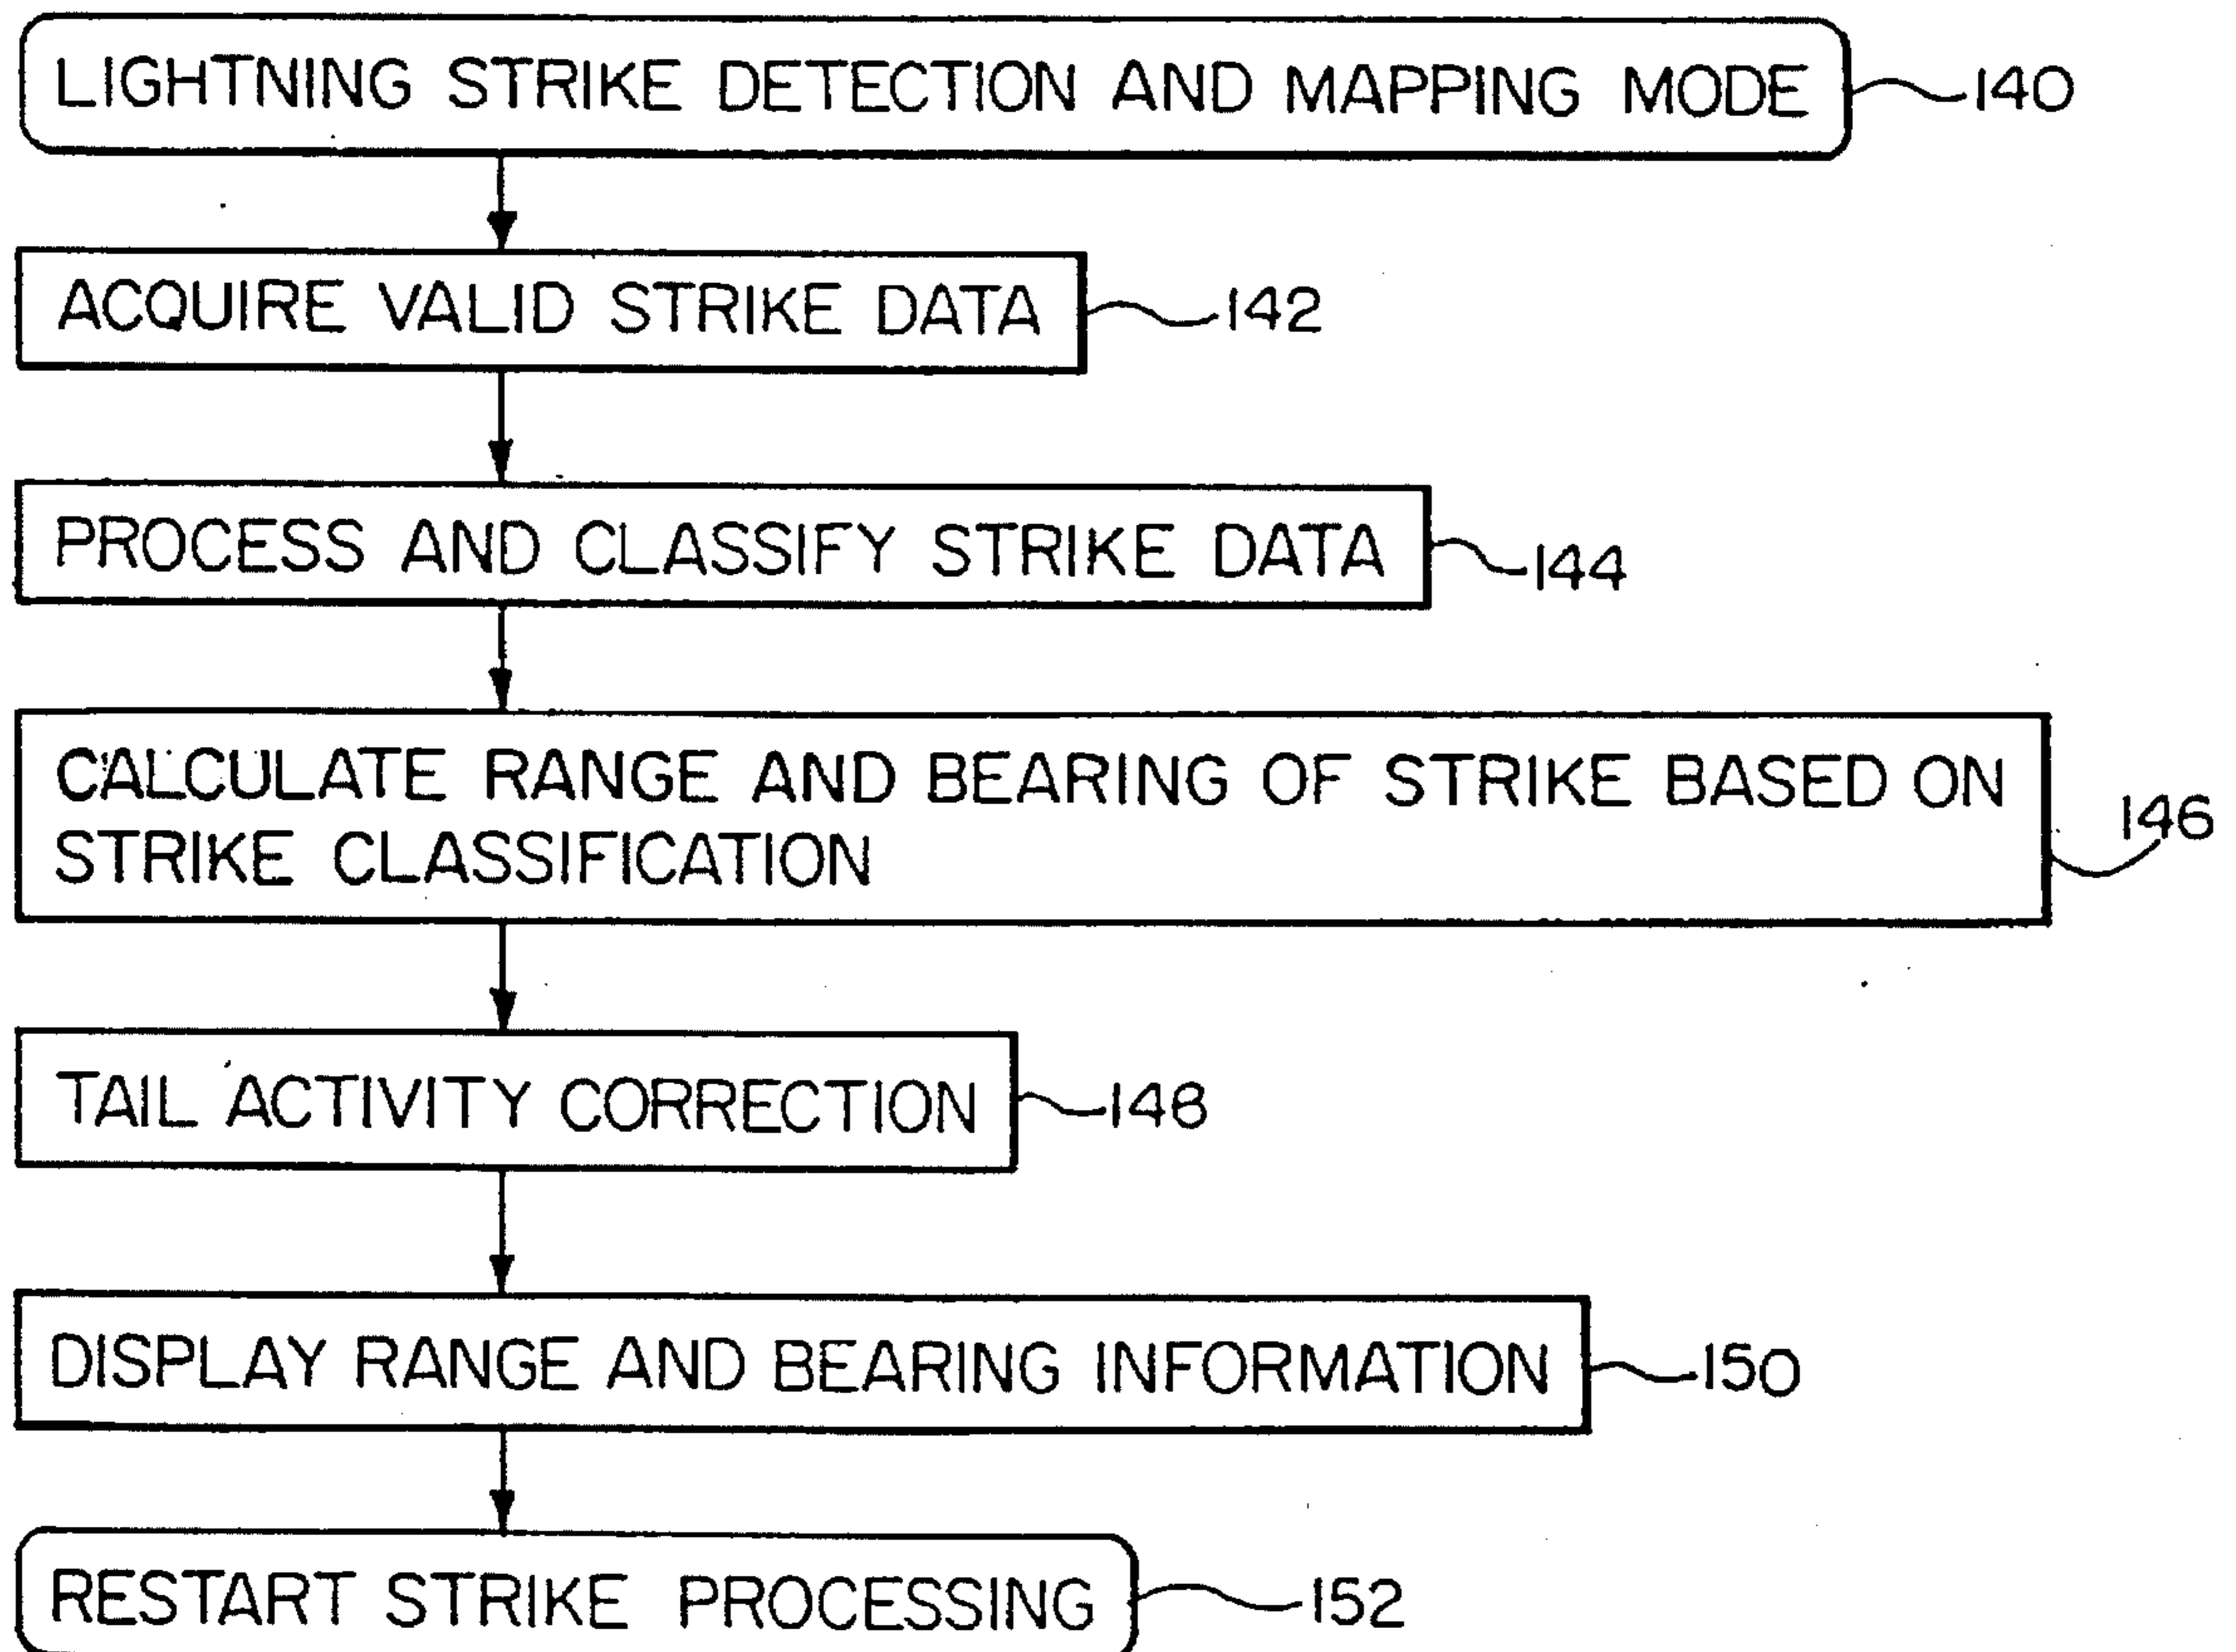 LIGHTNING STRIKE DETECTION AND MAPPING MODE 140
ACQUIRE VALID STRIKE DATA 142
PROCESS AND CLASSIFY STRIKE DATA 144
CALCULATE RANGE AND BEARING OF STRIKE BASED ON
STRIKE CLASSIFICATION 146
TAIL ACTIVITY CORRECTION 148
DISPLAY RANGE AND BEARING INFORMATION 150
RESTART STRIKE PROCESSING 152